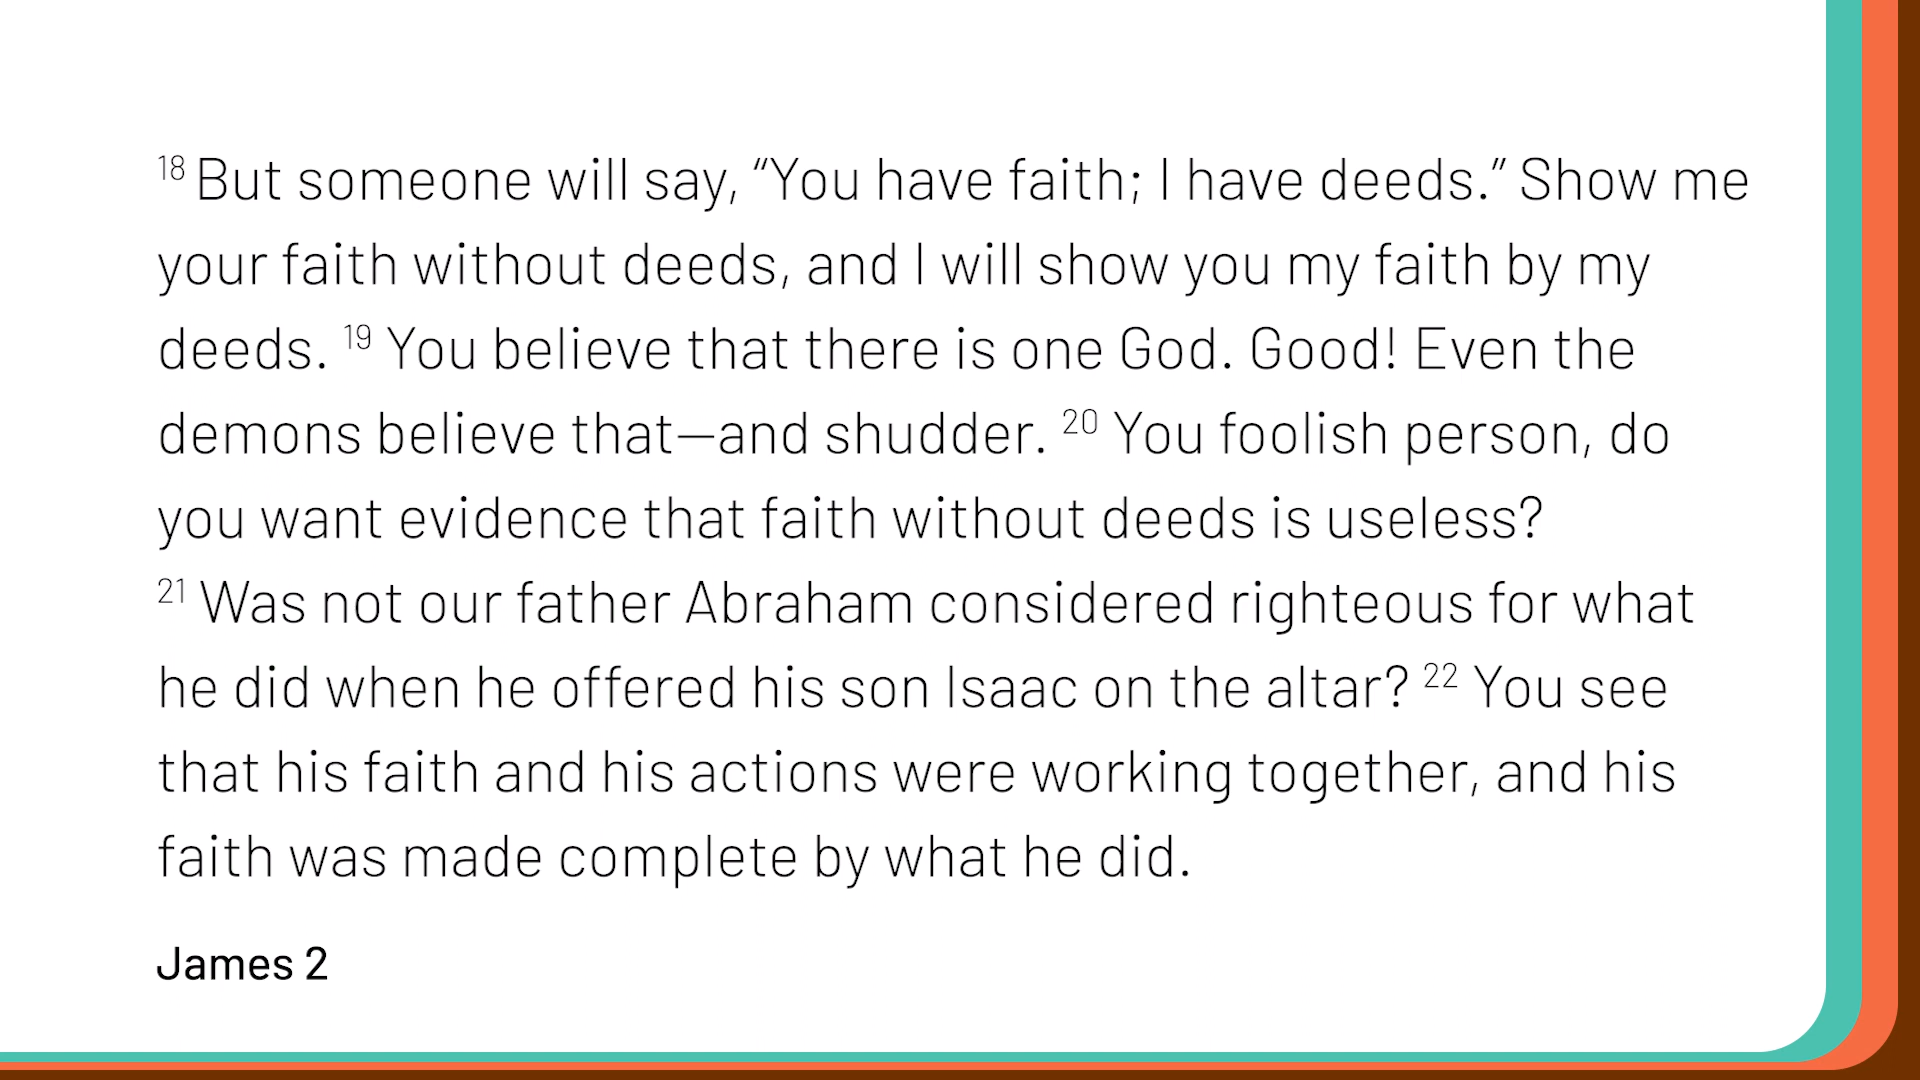 18 But someone will say, “You have faith; I have deeds.” Show me
your faith without deeds, and I will show you my faith by my
deeds. 19 You believe that there is one God. Good! Even the
demons believe that—and shudder. 20 You foolish person, do
you want evidence that faith without deeds is useless?
21 Was not our father Abraham considered righteous for what
he did when he offered his son Isaac on the altar? 22 You see
that his faith and his actions were working together, and his
faith was made complete by what he did.
James 2